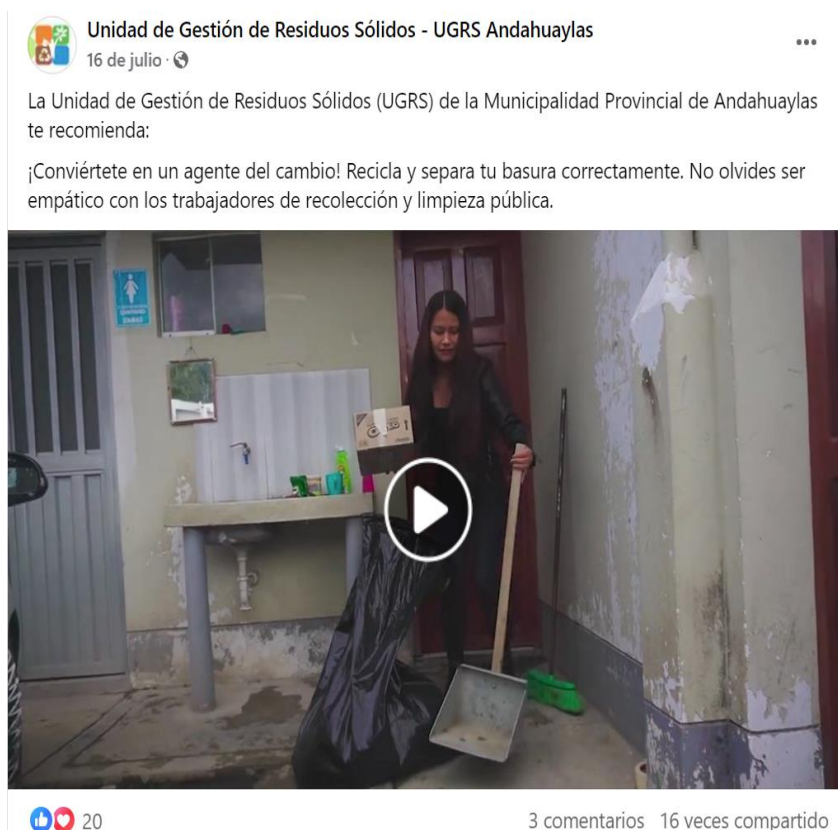 Unidad de Gestión de Residuos Sólidos - UGRS Andahuaylas
16 de julio ·
La Unidad de Gestión de Residuos Sólidos (UGRS) de la Municipalidad Provincial de Andahuaylas
te recomienda:
¡Conviértete en un agente del cambio! Recicla y separa tu basura correctamente. No olvides ser
empático con los trabajadores de recolección y limpieza pública.
20
3 comentarios 16 veces compartido